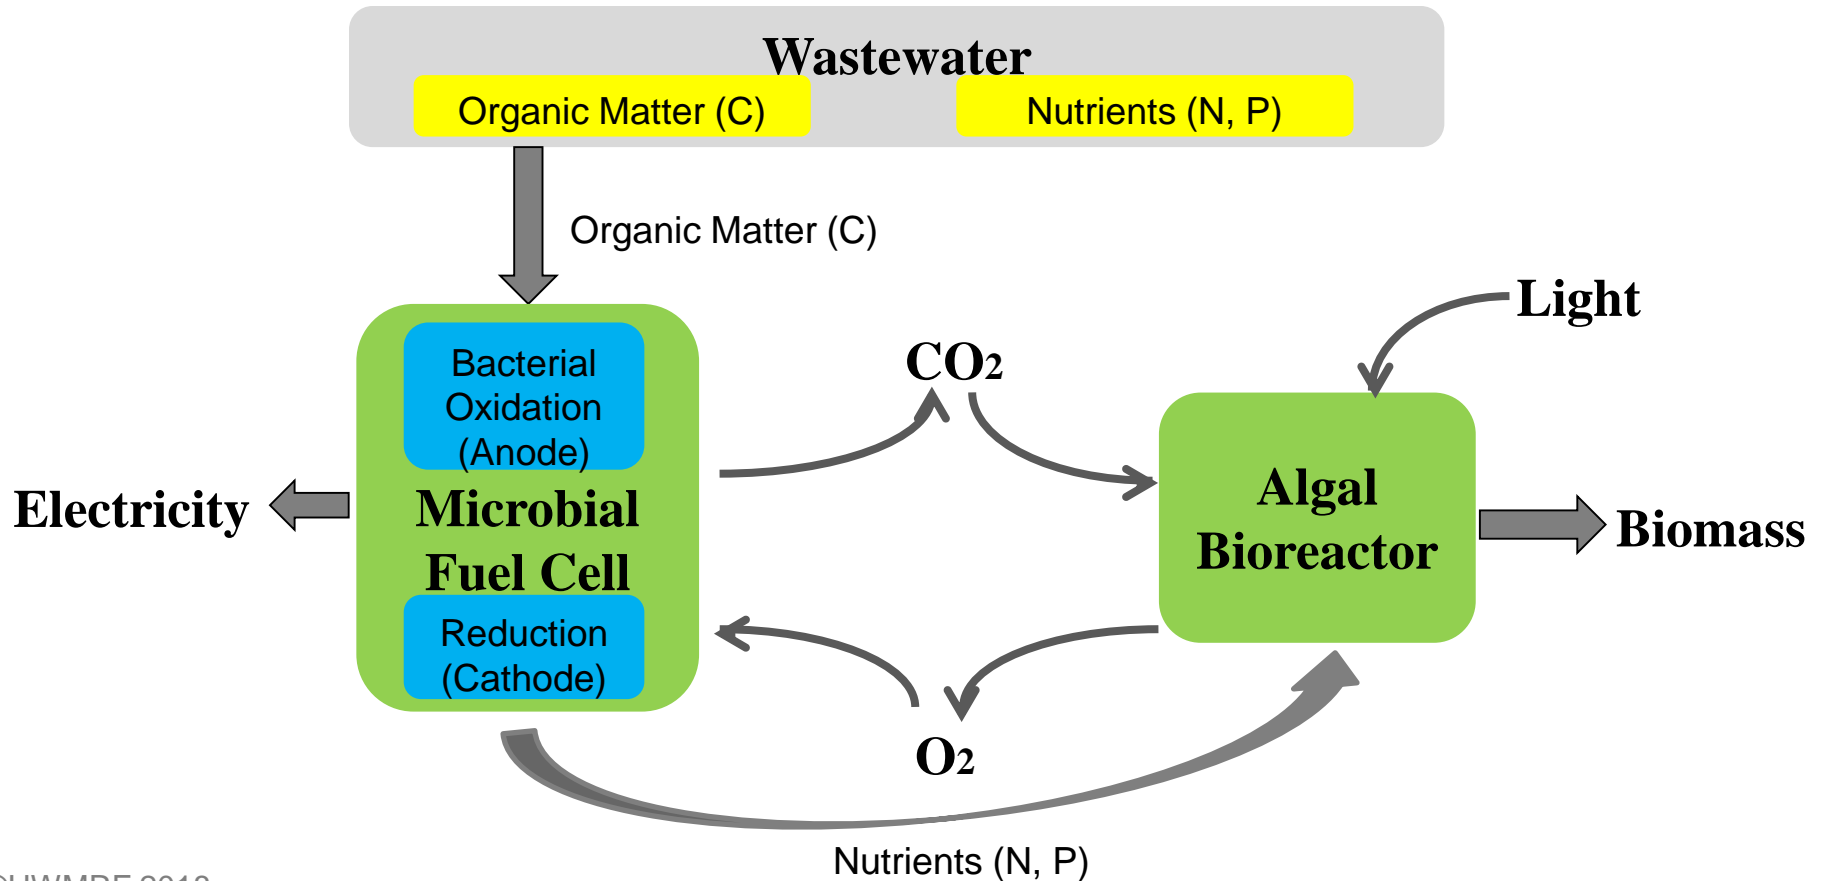 Wastewater
Organic Matter (C)
Nutrients (N, P)
Organic Matter (C)
Light
Bacterial
Oxidation
(Anode)
CO2
Electricity
Microbial
Fuel Cell
Algal
Bioreactor
Biomass
Reduction
(Cathode)
O2
Nutrients (N, P)